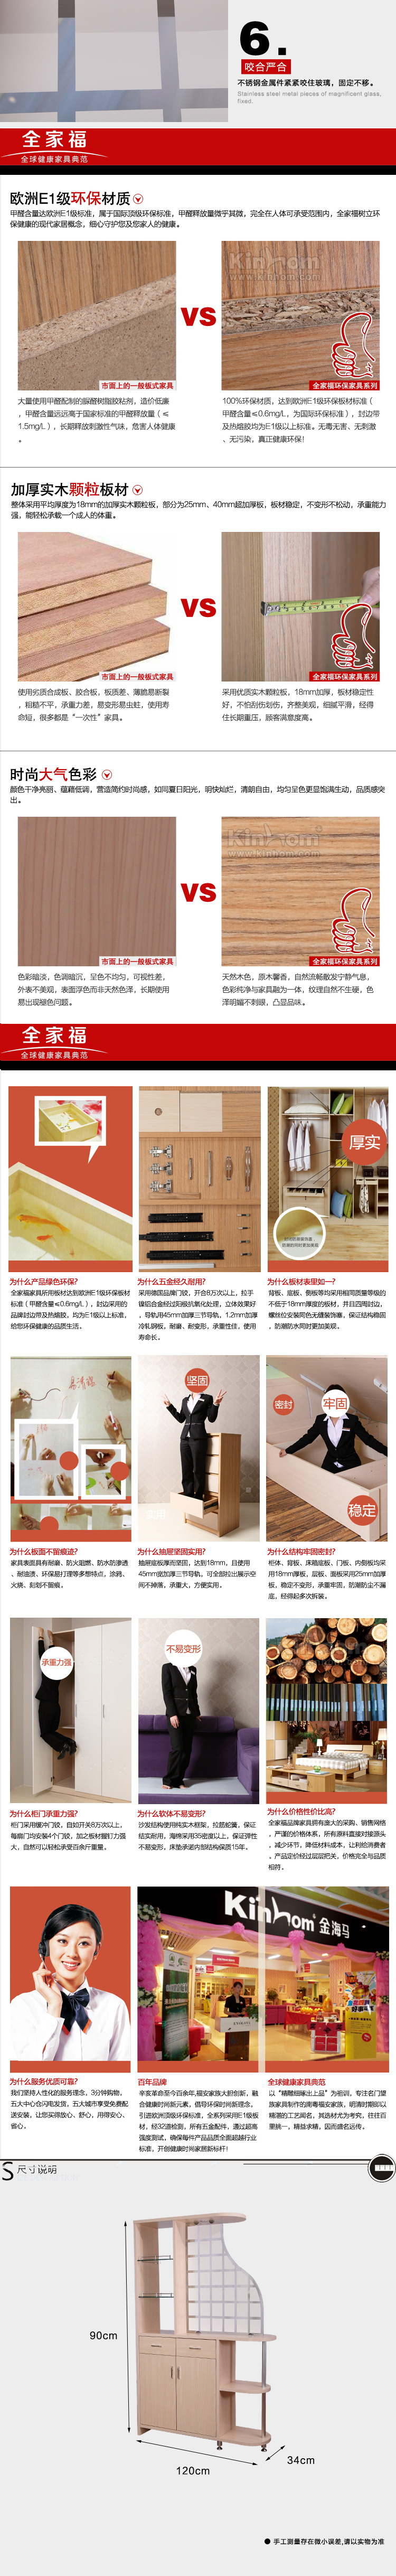 6.
咬合严合
不锈钢金属件紧紧咬住玻璃，固定不移。
Stainless steel metal pieces of magnificent glass,
fixed.
全家福
全球健康家具典范
欧洲E1级环保材质
甲醛含量达欧洲E1级标准，属于国际顶级环保标准，甲醛释放量微乎其微，完全在人体可承受范围内，全家福树立环
保健康的现代家居概念，细心守护您及您家人的健康。
Kinhom
www.kinhom.com
VS
市面上的一般板式家具
全家福环保家具系列
大量使用甲醛配制的脲醛树脂胶粘剂，造价低廉
，甲醛含量远远高于国家标准的甲醛释放量（≤
1.5mg/L），长期释放刺激性气味，危害人体健康
。
100%环保材质，达到欧洲E1级环保板材标准（
甲醛含量≤0.6mg/L，为国际环保标准），封边带
及热熔胶均为E1级以上标准。无毒无害、无刺激
、无污染，真正健康环保！
加厚实木颗粒板材
整体采用平均厚度为18mm的加厚实木颗粒板，部分为25mm、40mm超加厚板，板材稳定，不变形不松动，承重能力
强，能轻松承载一个成人的体重。
VS
市面上的一般板式家具
全家福环保家具系列
使用劣质合成板、胶合板，板质差、薄脆易断裂
，粗糙不平，承重力差，易变形易虫蛀，使用寿
命短，很多都是“一次性”家具。
采用优质实木颗粒板，18mm加厚，板材稳定性
好，不怕刮伤划伤，齐整美观，细腻平滑，经得
住长期重压，顾客满意度高。
时尚大气色彩
颜色干净亮丽、蕴藉低调，营造简约时尚感，如同夏日阳光，明快灿烂，清朗自由，均匀呈色更显饱满生动，品质感突
出。
Kinhom
www.kinhom.com
VS
市面上的一般板式家具
全家福环保家具系列
色彩暗淡，色调暗沉，呈色不均匀，可视性差，
外表不美观，表面浮色而非天然色泽，长期使用
易出现褪色问题。
天然木色，原木馨香，自然流畅散发宁静气息，
色彩纯净与家具融为一体，纹理自然不生硬，色
泽明媚不刺眼，凸显品味。
全家福
全球健康家具典范
厚实
为什么产品绿色环保？
全家福家具所用板材达到欧洲E1级环保板材
标准（甲醛含量≤0.6mg/L），封边采用的
品牌封边带及热熔胶，均为E1级以上标准，
给您环保健康的品质生活。
为什么五金经久耐用？
采用德国品牌门铰，开合8万次以上，拉手
镍铝合金经过阳极抗氧化处理，立体效果好
，导轨用45mm加厚三节导轨，1.2mm加厚
冷轧钢板，耐磨、耐变形，承重性佳，使用
寿命长。
为什么板材表里如一？
背板、底板、侧板等均采用相同质量等级的
不低于18mm厚度的板材，并且四周封边，
螺丝位安装同色无缝装饰塞，保证结构稳固
，防潮防水同时更加美观。
坚固
密封
牢固
稳定
为什么板面不留痕迹？
家具表面具有耐磨、防火阻燃、防水防渗透
、耐油渍、环保易打理等多想特点，涂鸦、
火烧、刻划不留痕。
为什么抽屉坚固实用？
抽屉底板厚而坚固，达到18mm，且使用
45mm宽加厚三节导轨，可全部拉出展示空
间不掉落，承重大，方便实用。
为什么结构牢固密封？
柜体、背板、床箱底板、门板、内侧板均采
用18mm厚板，层板、面板采用25mm加厚
板，稳定不变形，承重牢固，防潮防虫不漏
底，经得起多次拆装。
承重力强
不易变形
为什么柜门承重力强？
柜门采用缓冲门铰，自如开关8万次以上，
每扇门均安装4个门铰，加之板材握钉力强
大，自然可以轻松承受百余斤重量。
为什么软体不易变形？
沙发结构使用纯实木框架，拉筋蛇簧，保证
结实耐用，海棉采用35密度以上，保证弹性
不易变形，床垫承诺内部结构保质15年。
为什么价格性价比高？
全家福品牌家具拥有庞大的采购、销售网络
，严谨的价格体系，所有原料直接对接源头
，减少环节，降低材料成本，让利给消费者
，产品定价经过层层把关，价格完全与品质
相符。
Kinhom 金海马
为什么服务优质可靠？
我们坚持人性化的服务理念，3分钟购物，
五大中心仓闪电发货，五大城市享受免费配
送安装，让您买得放心、舒心，用得安心、
省心。
百年品牌
辛亥革命至今百余年，福安家族大胆创新，融
合健康时尚新元素，倡导环保时尚新理念，
引进欧洲顶级环保标准，全系列采用E1级板
材，经32道检测，所有五金配件，通过超高
强度测试，确保每件产品品质全面超越行业
标准，开创健康时尚家居新标杆！
全球健康家具典范
以“精雕细琢出上品”为祖训，专注名门望
族家具制作的南粤福安家族，明清时期即以
精湛的工艺闻名，其选材尤为考究，往往百
里挑一，精益求精，因而盛名远传。
尺寸说明
90cm
120cm
34cm
● 手工测量存在微小误差,请以实物为准